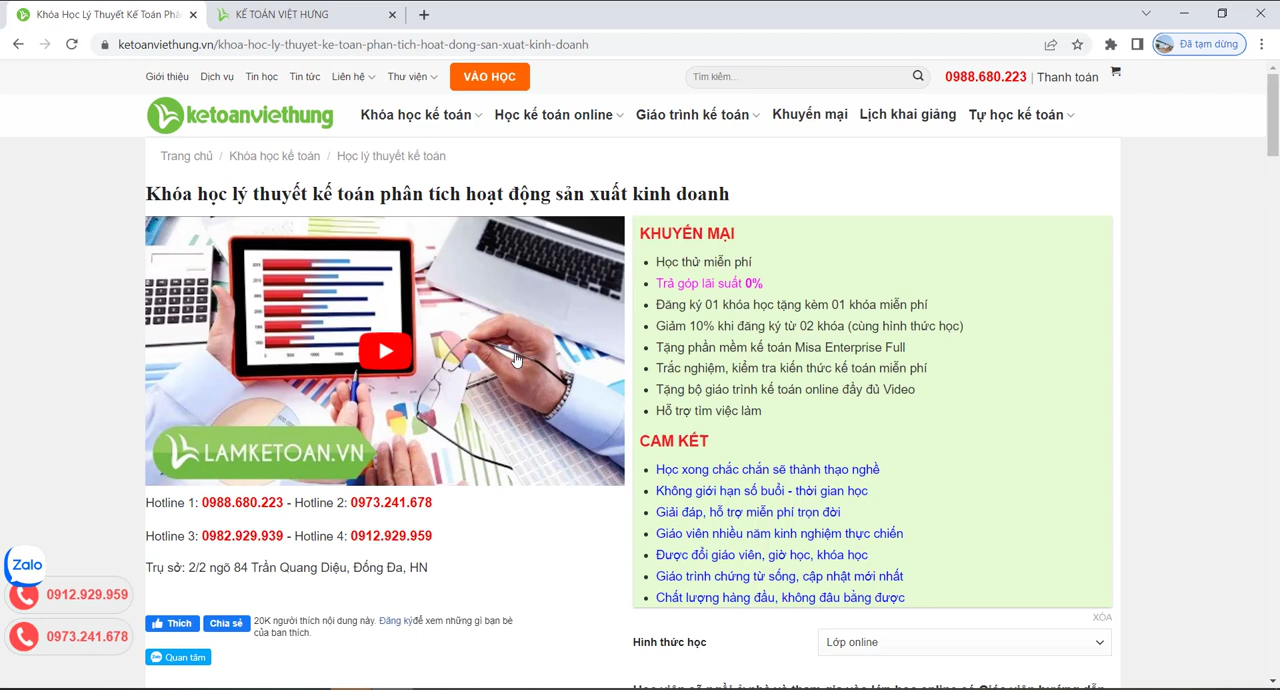 Khóa Học Lý Thuyết Kế Toán Phâ
KẾ TOÁN VIỆT HƯNG
ketoanviethung.vn/khoa-hoc-ly-thuyet-ke-toan-phan-tich-hoat-dong-san-xuat-kinh-doanh
Đã tạm dừng
Giới thiệu Dịch vụ Tin học Tin tức Liên hệ Thư viện VÀO HỌC Tìm kiếm... 0988.680.223 | Thanh toán
ketoanviethung Khóa học kế toán Học kế toán online Giáo trình kế toán Khuyến mại Lịch khai giảng Tự học kế toán
Trang chủ / Khóa học kế toán / Học lý thuyết kế toán
Khóa học lý thuyết kế toán phân tích hoạt động sản xuất kinh doanh
LAMKETOAN.VN
Hotline 1: 0988.680.223 - Hotline 2: 0973.241.678
Hotline 3: 0982.929.939 - Hotline 4: 0912.929.959
Trụ sở: 2/2 ngõ 84 Trần Quang Diệu, Đống Đa, HN
Thích Chia sẻ 20K người thích nội dung này. Đăng ký để xem những gì bạn bè
của bạn thích.
Quan tâm
KHUYẾN MẠI
Học thử miễn phí
Trả góp lãi suất 0%
Đăng ký 01 khóa học tặng kèm 01 khóa miễn phí
Giảm 10% khi đăng ký từ 02 khóa (cùng hình thức học)
Tặng phần mềm kế toán Misa Enterprise Full
Trắc nghiệm, kiểm tra kiến thức kế toán miễn phí
Tặng bộ giáo trình kế toán online đầy đủ Video
Hỗ trợ tìm việc làm
CAM KẾT
Học xong chắc chắn sẽ thành thạo nghề
Không giới hạn số buổi - thời gian học
Giải đáp, hỗ trợ miễn phí trọn đời
Giáo viên nhiều năm kinh nghiệm thực chiến
Được đổi giáo viên, giờ học, khóa học
Giáo trình chứng từ sống, cập nhật mới nhất
Chất lượng hàng đầu, không đâu bằng được
XÓA
Hình thức học Lớp online
Zalo
0912.929.959
0973.241.678